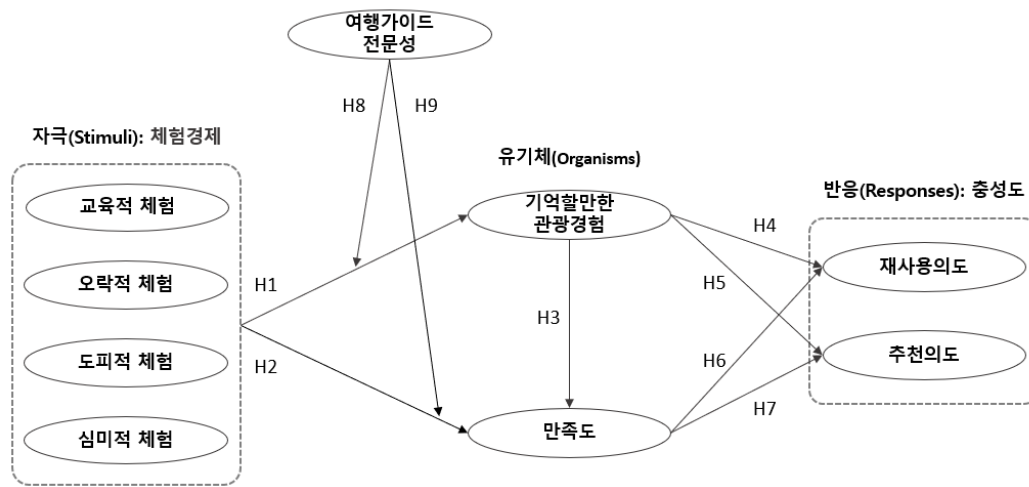 여행가이드
전문성
H8
H9
자극(Stimuli): 체험경제
유기체(Organisms)
반응(Responses): 충성도
교육적 체험
오락적 체험
도피적 체험
심미적 체험
H1
H2
기억할만한
관광경험
H3
만족도
H4
H5
H6
H7
재사용의도
추천의도